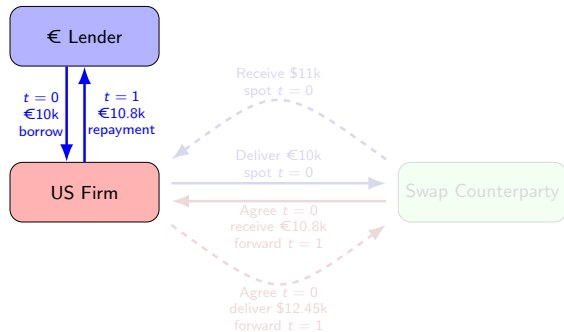 € Lender
t = 0
€10k
borrow
t = 1
€10.8k
repayment
US Firm
Receive $11k
spot t = 0
Deliver €10k
spot t = 0
Agree t = 0
receive €10.8k
forward t = 1
Agree t = 0
deliver $12.45k
forward t = 1
Swap Counterparty